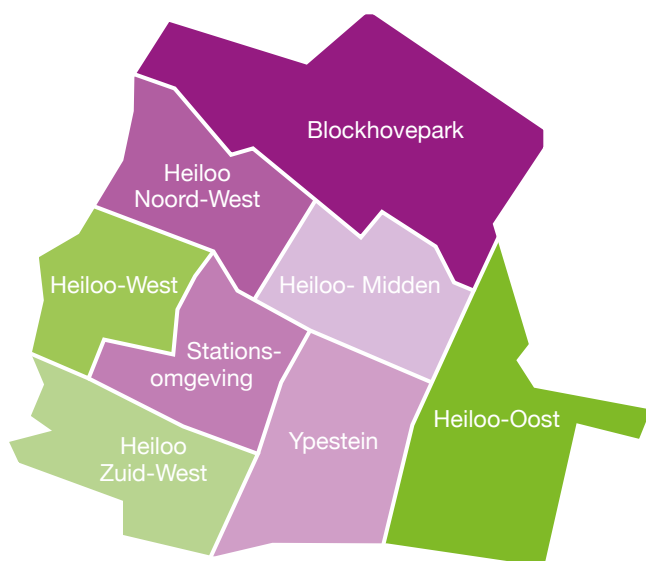 Blockhovepark
Heiloo
Noord-West
Heiloo-West
Heiloo- Midden
Stations-
omgeving
Heiloo-Oost
Ypestein
Heiloo
Zuid-West